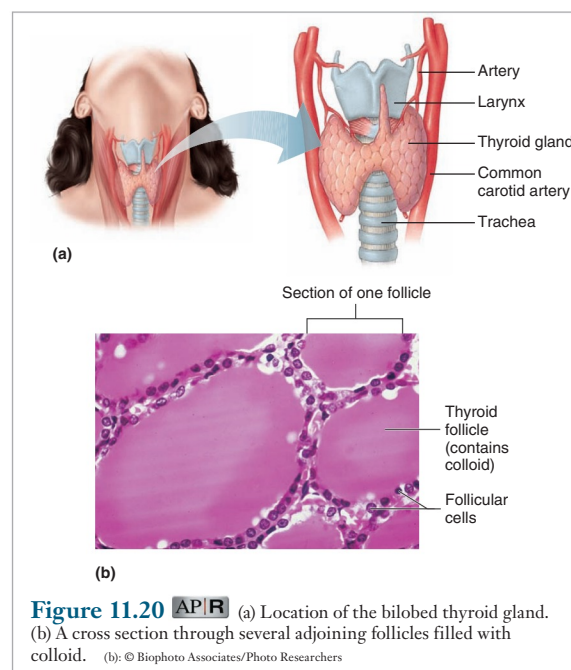 Artery
Larynx
Thyroid gland
Common
carotid artery
Trachea
(a)
Section of one follicle
Thyroid
follicle
(contains
colloid)
Follicular
cells
(b)
Figure 11.20 AP|R (a) Location of the bilobed thyroid gland.
(b) A cross section through several adjoining follicles filled with
colloid. (b): © Biophoto Associates/Photo Researchers